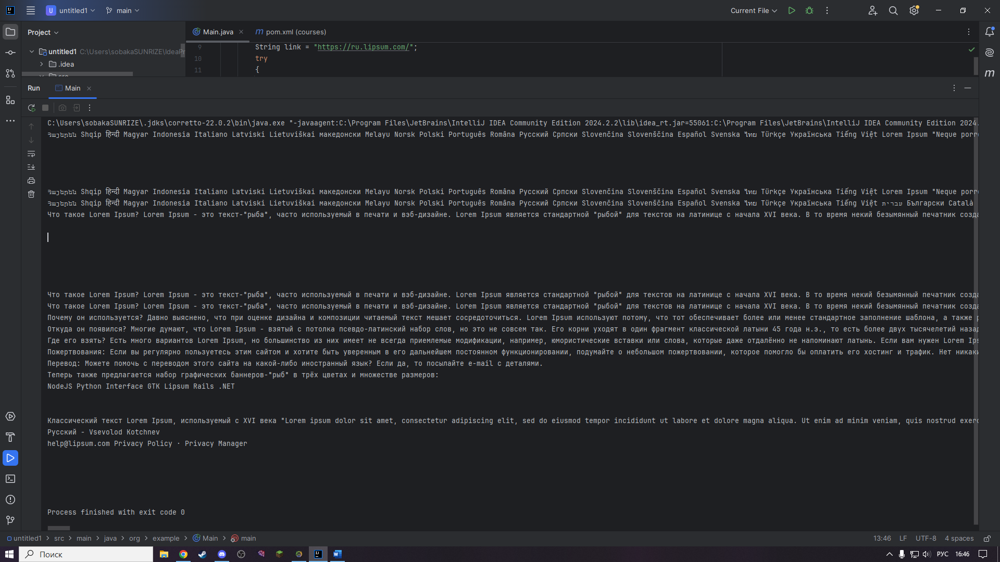 untitled1
main
Current File
Project
Main.java
pom.xml (courses)
untitled1 C:\Users\sobakaSUNRIZE\IdeaPr
.idea
9 String link = "https://ru.lipsum.com/";
10 try
11 {
Run
Main
C:\Users\sobakaSUNRIZE\.jdks\corretto-22.0.2\bin\java.exe "-javaagent:C:\Program Files\JetBrains\IntelliJ IDEA Community Edition 2024.2.2\lib\idea_rt.jar=55061:C:\Program Files\JetBrains\IntelliJ IDEA Community Edition 2024.
Հայերեն Shqip हिन्दी Magyar Indonesia Italiano Latviski Lietuviškai македонски Melayu Norsk Polski Português Româna Pyccкий Српски Slovenčina Slovenščina Español Svenska ไทย Türkçe Українська Tiếng Việt Lorem Ipsum "Neque porr
Հայերեն Shqip हिन्दी Magyar Indonesia Italiano Latviski Lietuviškai македонски Melayu Norsk Polski Português Româna Pyccкий Српски Slovenčina Slovenščina Español Svenska ไทย Türkçe Українська Tiếng Việt Lorem Ipsum "Neque porr
Հայերեն Shqip हिन्दी Magyar Indonesia Italiano Latviski Lietuviškai македонски Melayu Norsk Polski Português Româna Pyccкий Српски Slovenčina Slovenščina Español Svenska ไทย Türkçe Українська Tiếng Việt עברית Български Català
Что такое Lorem Ipsum? Lorem Ipsum - это текст-"рыба", часто используемый в печати и вэб-дизайне. Lorem Ipsum является стандартной "рыбой" для текстов на латинице с начала XVI века. В то время некий безымянный печатник созда
Что такое Lorem Ipsum? Lorem Ipsum - это текст-"рыба", часто используемый в печати и вэб-дизайне. Lorem Ipsum является стандартной "рыбой" для текстов на латинице с начала XVI века. В то время некий безымянный печатник созда
Что такое Lorem Ipsum? Lorem Ipsum - это текст-"рыба", часто используемый в печати и вэб-дизайне. Lorem Ipsum является стандартной "рыбой" для текстов на латинице с начала XVI века. В то время некий безымянный печатник созда
Почему он используется? Давно выяснено, что при оценке дизайна и композиции читаемый текст мешает сосредоточиться. Lorem Ipsum используют потому, что тот обеспечивает более или менее стандартное заполнение шаблона, а также р
Откуда он появился? Многие думают, что Lorem Ipsum - взятый с потолка псевдо-латинский набор слов, но это не совсем так. Его корни уходят в один фрагмент классической латыни 45 года н.э., то есть более двух тысячелетий назад
Где его взять? Есть много вариантов Lorem Ipsum, но большинство из них имеет не всегда приемлемые модификации, например, юмористические вставки или слова, которые даже отдалённо не напоминают латынь. Если вам нужен Lorem Ips
Пожертвования: Если вы регулярно пользуетесь этим сайтом и хотите быть уверенным в его дальнейшем постоянном функционировании, подумайте о небольшом пожертвовании, которое помогло бы оплатить его хостинг и трафик. Нет никаки
Перевод: Можете помочь с переводом этого сайта на какой-либо иностранный язык? Если да, то посылайте e-mail с деталями.
Теперь также предлагается набор графических баннеров-"рыб" в трёх цветах и множестве размеров:
NodeJS Python Interface GTK Lipsum Rails .NET
Классический текст Lorem Ipsum, используемый с XVI века "Lorem ipsum dolor sit amet, consectetur adipiscing elit, sed do eiusmod tempor incididunt ut labore et dolore magna aliqua. Ut enim ad minim veniam, quis nostrud exerc
Русский - Vsevolod Kotchnev
help@lipsum.com Privacy Policy · Privacy Manager
Process finished with exit code 0
untitled1 > src > main > java > org > example > Main > main
13:46 LF UTF-8 4 spaces
Поиск
РУС 16:46